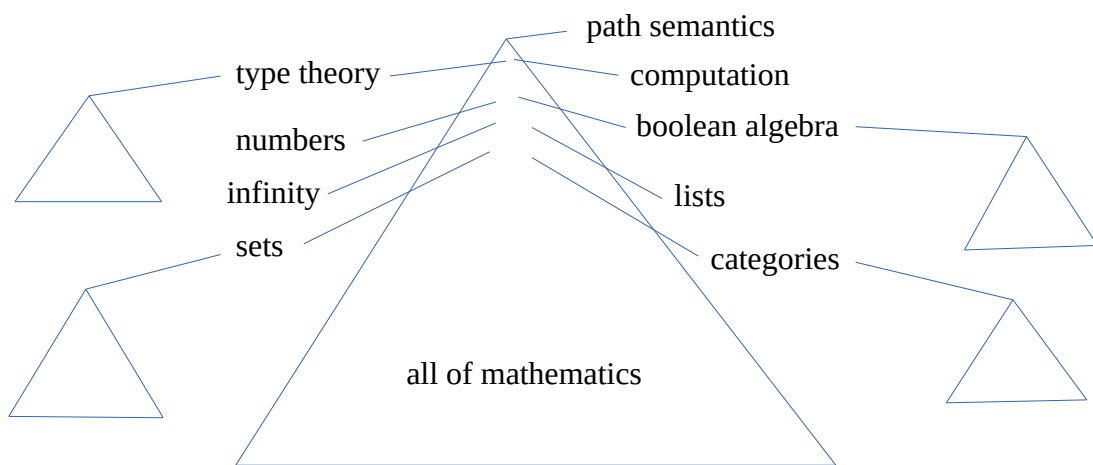 path semantics
type theory
computation
numbers
boolean algebra
infinity
lists
sets
categories
all of mathematics